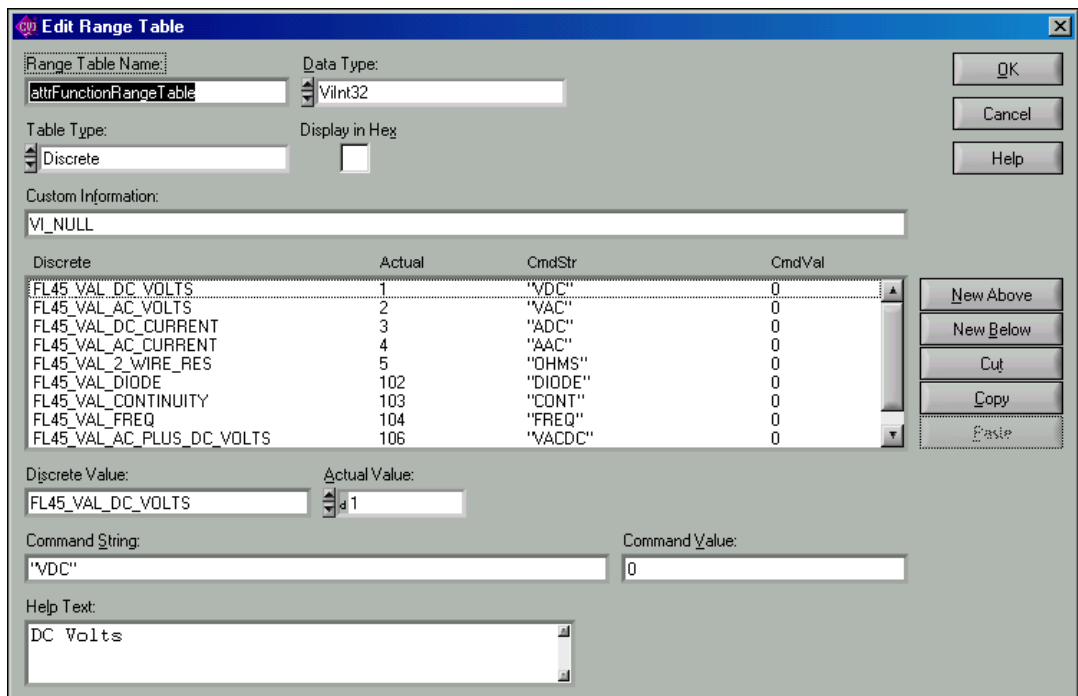 CVI Edit Range Table
Range Table Name: Data Type:
attrFunctionRangeTable ViInt32
OK
Cancel
Help
Table Type: Display in Hex
Discrete
Custom Information:
VI_NULL
Discrete Actual CmdStr CmdVal
FL45_VAL_DC_VOLTS 1 "VDC" 0
FL45_VAL_AC_VOLTS 2 "VAC" 0
FL45_VAL_DC_CURRENT 3 "ADC" 0
FL45_VAL_AC_CURRENT 4 "AAC" 0
FL45_VAL_2_WIRE_RES 5 "OHMS" 0
FL45_VAL_DIODE 102 "DIODE" 0
FL45_VAL_CONTINUITY 103 "CONT" 0
FL45_VAL_FREQ 104 "FREQ" 0
FL45_VAL_AC_PLUS_DC_VOLTS 106 "VACDC" 0
New Above
New Below
Cut
Copy
Paste
Discrete Value: Actual Value:
FL45_VAL_DC_VOLTS d 1
Command String: Command Value:
"VDC" 0
Help Text:
DC Volts